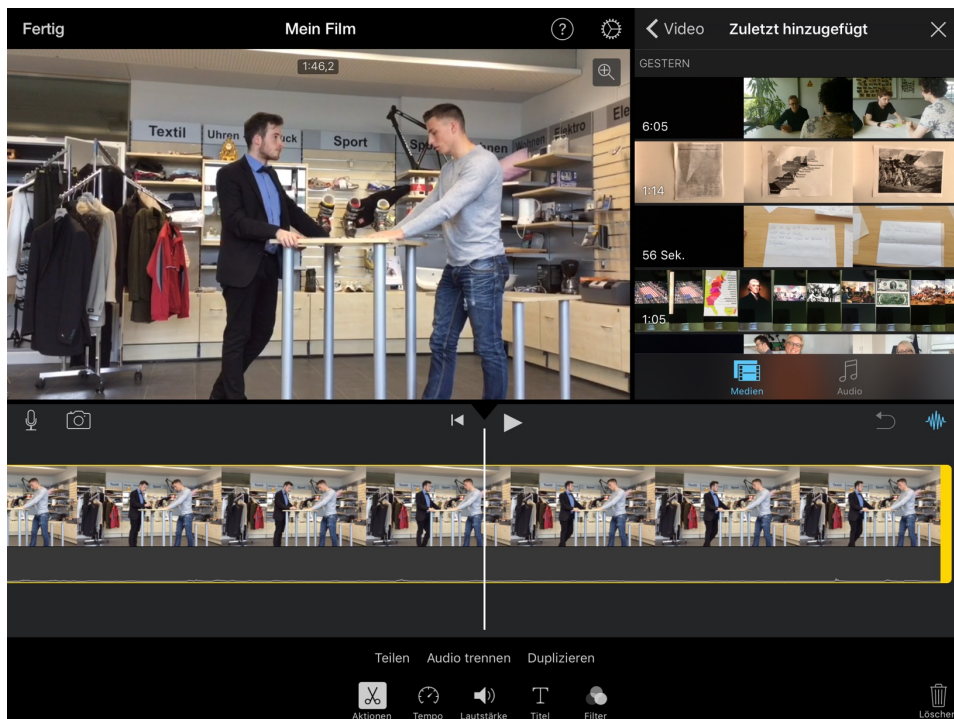 Fertig
Mein Film
?
Video
Zuletzt hinzugefügt
1:46,2
GESTERN
Textil
Uhren
Sport
Elektro
6:05
1:14
56 Sek.
1:05
Medien
Audio
Teilen
Audio trennen
Duplizieren
Aktionen
Tempo
Lautstärke
T
Titel
Filter
Löschen